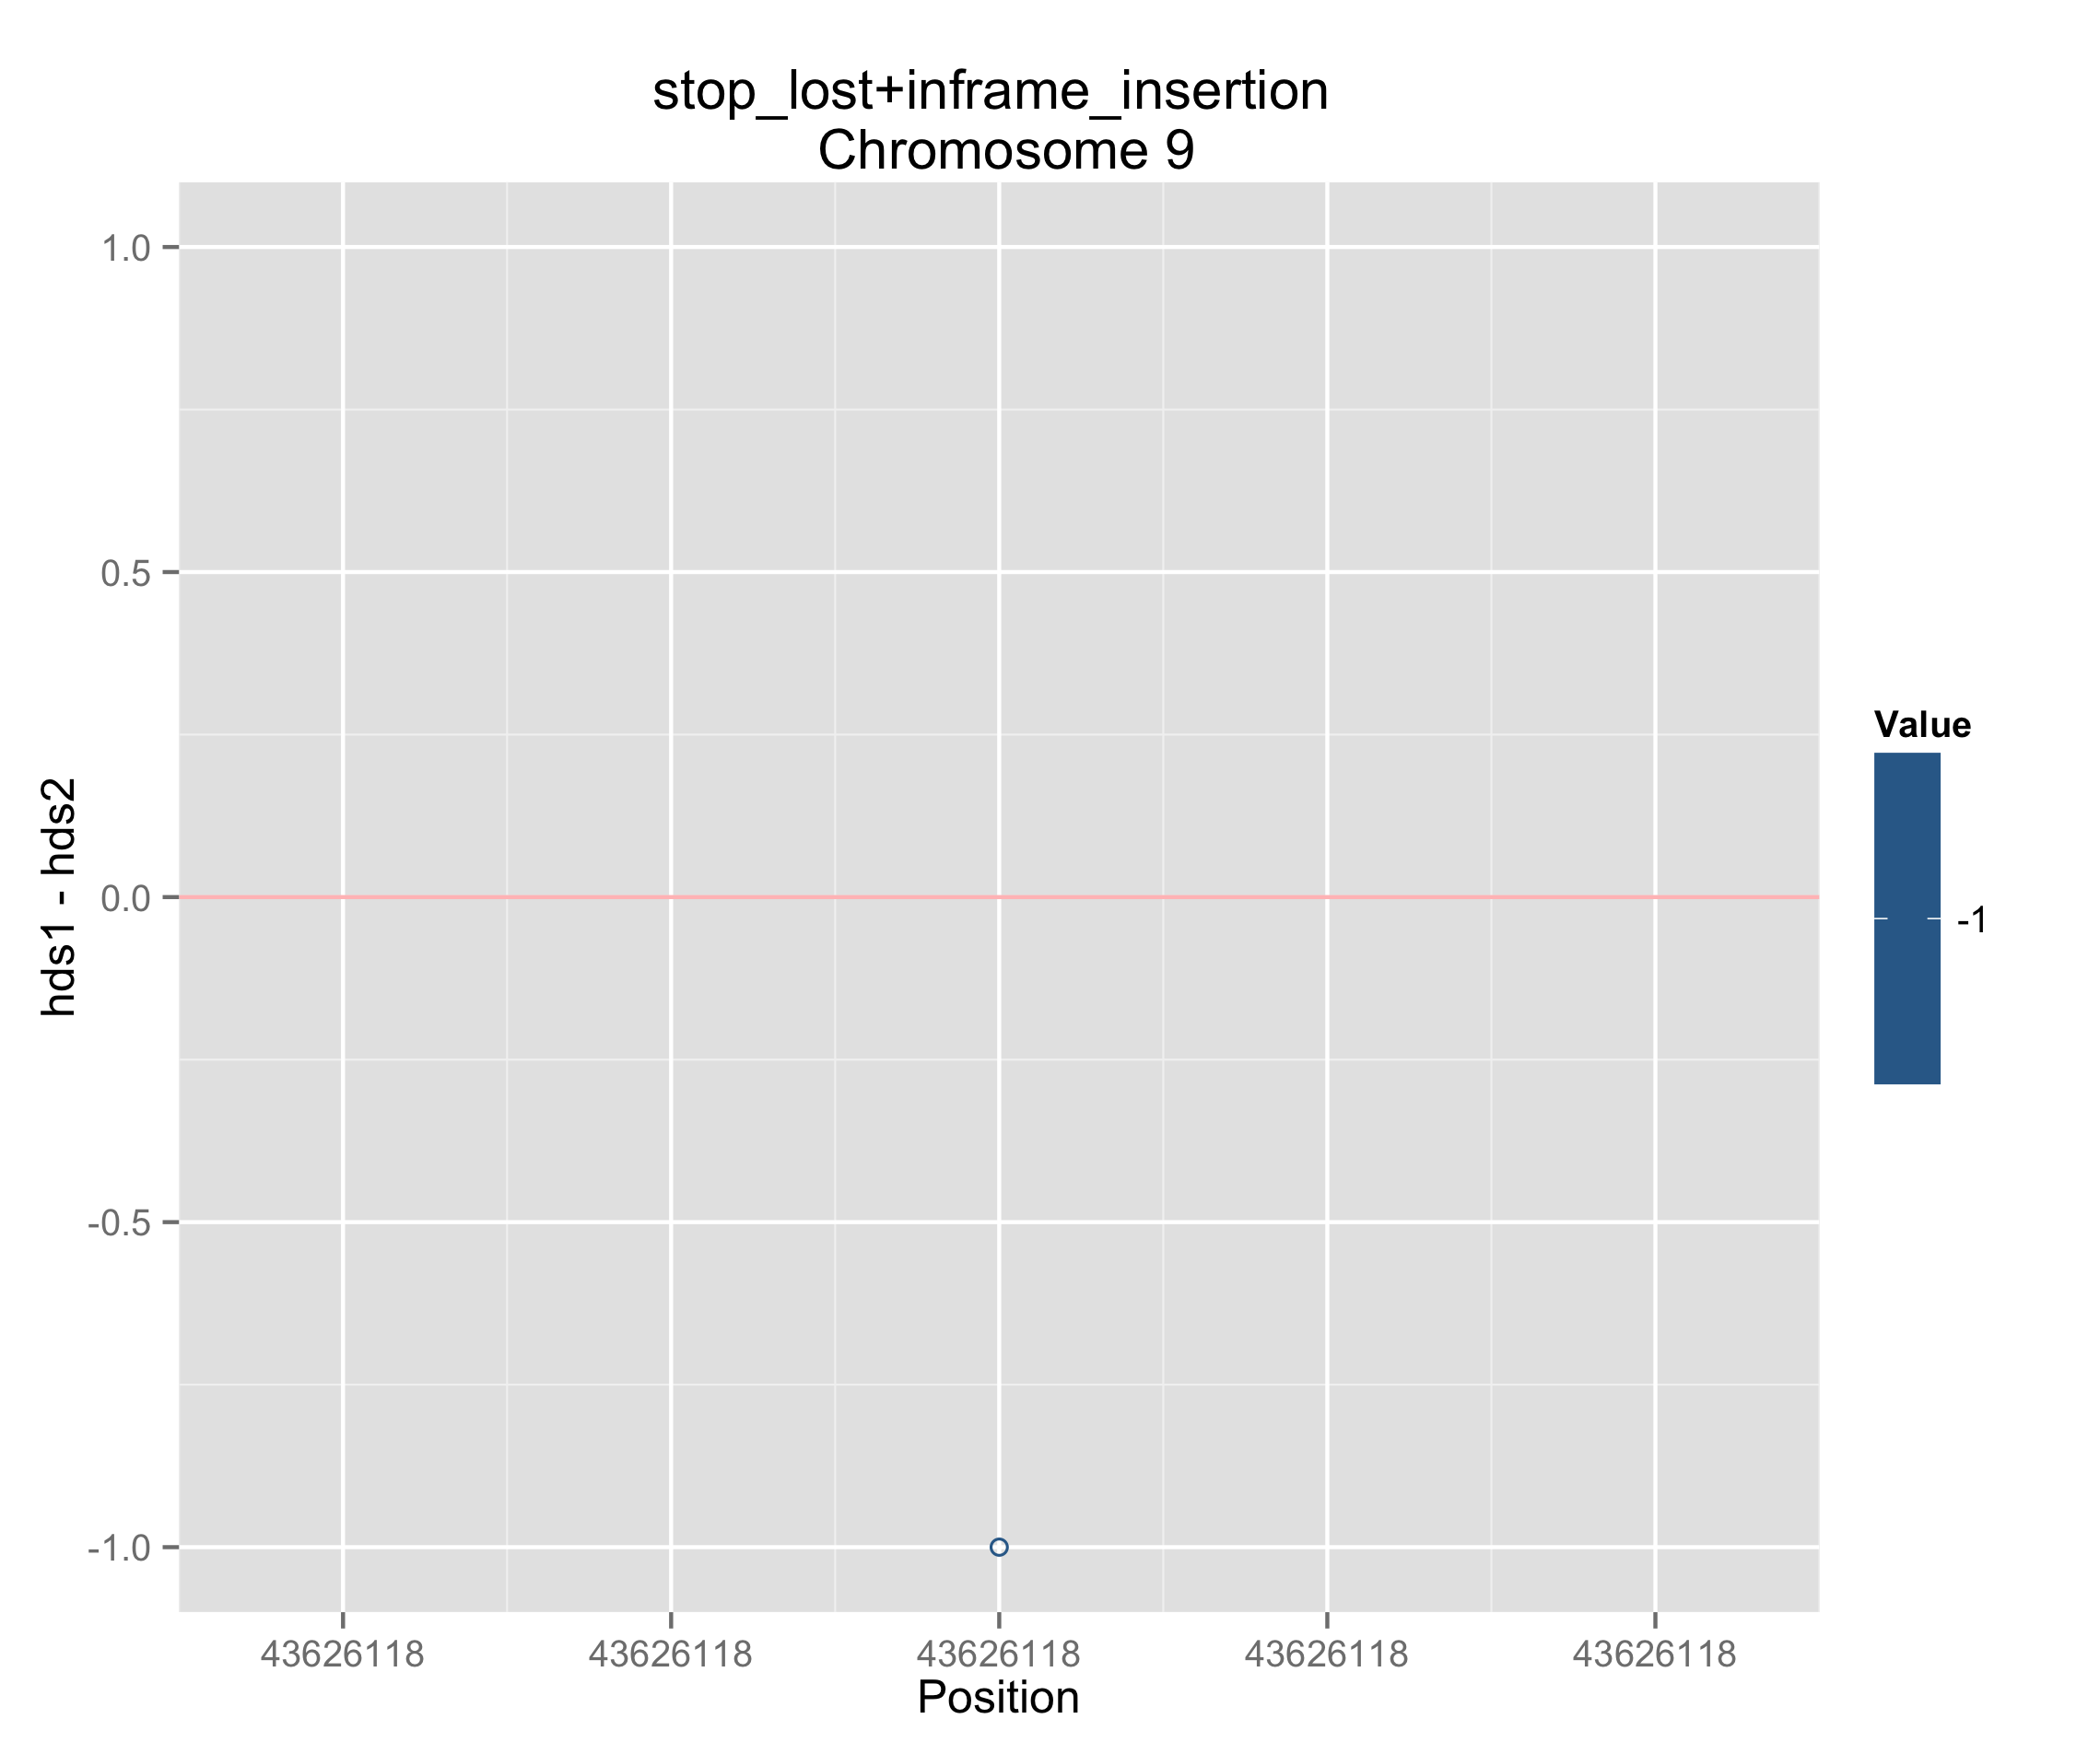 stop_lost+inframe_insertion
Chromosome 9
1.0
0.5
0.0
-0.5
-1.0
hds1 - hds2
43626118 43626118 43626118 43626118 43626118
Position
Value
-1